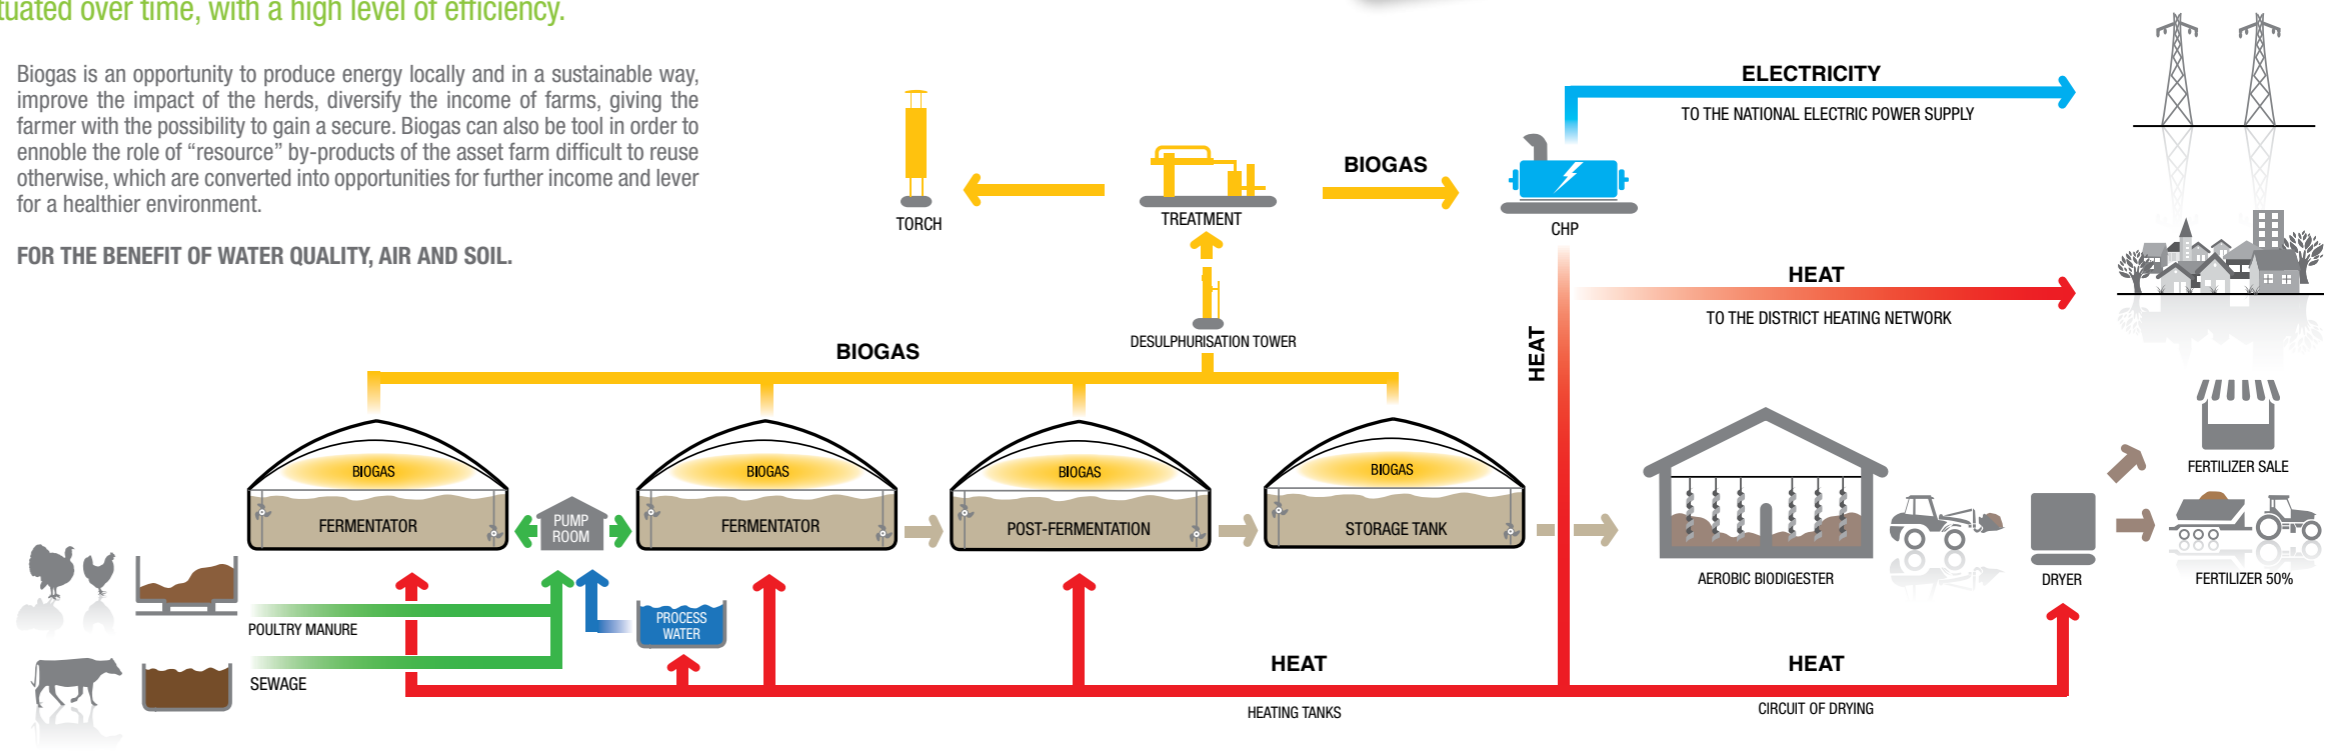 tuated over time, with a high level of efficiency.
Biogas is an opportunity to produce energy locally and in a sustainable way,
improve the impact of the herds, diversify the income of farms, giving the
farmer with the possibility to gain a secure. Biogas can also be tool in order to
ennoble the role of “resource” by-products of the asset farm difficult to reuse
otherwise, which are converted into opportunities for further income and lever
for a healthier environment.
FOR THE BENEFIT OF WATER QUALITY, AIR AND SOIL.
TORCH
TREATMENT
BIOGAS
CHP
ELECTRICITY
TO THE NATIONAL ELECTRIC POWER SUPPLY
HEAT
TO THE DISTRICT HEATING NETWORK
DESULPHURISATION TOWER
BIOGAS
HEAT
BIOGAS
FERMENTATOR
PUMP
ROOM
BIOGAS
FERMENTATOR
BIOGAS
POST-FERMENTATION
BIOGAS
STORAGE TANK
AEROBIC BIODIGESTER
DRYER
FERTILIZER SALE
FERTILIZER 50%
POULTRY MANURE
SEWAGE
PROCESS
WATER
HEAT
HEATING TANKS
HEAT
CIRCUIT OF DRYING